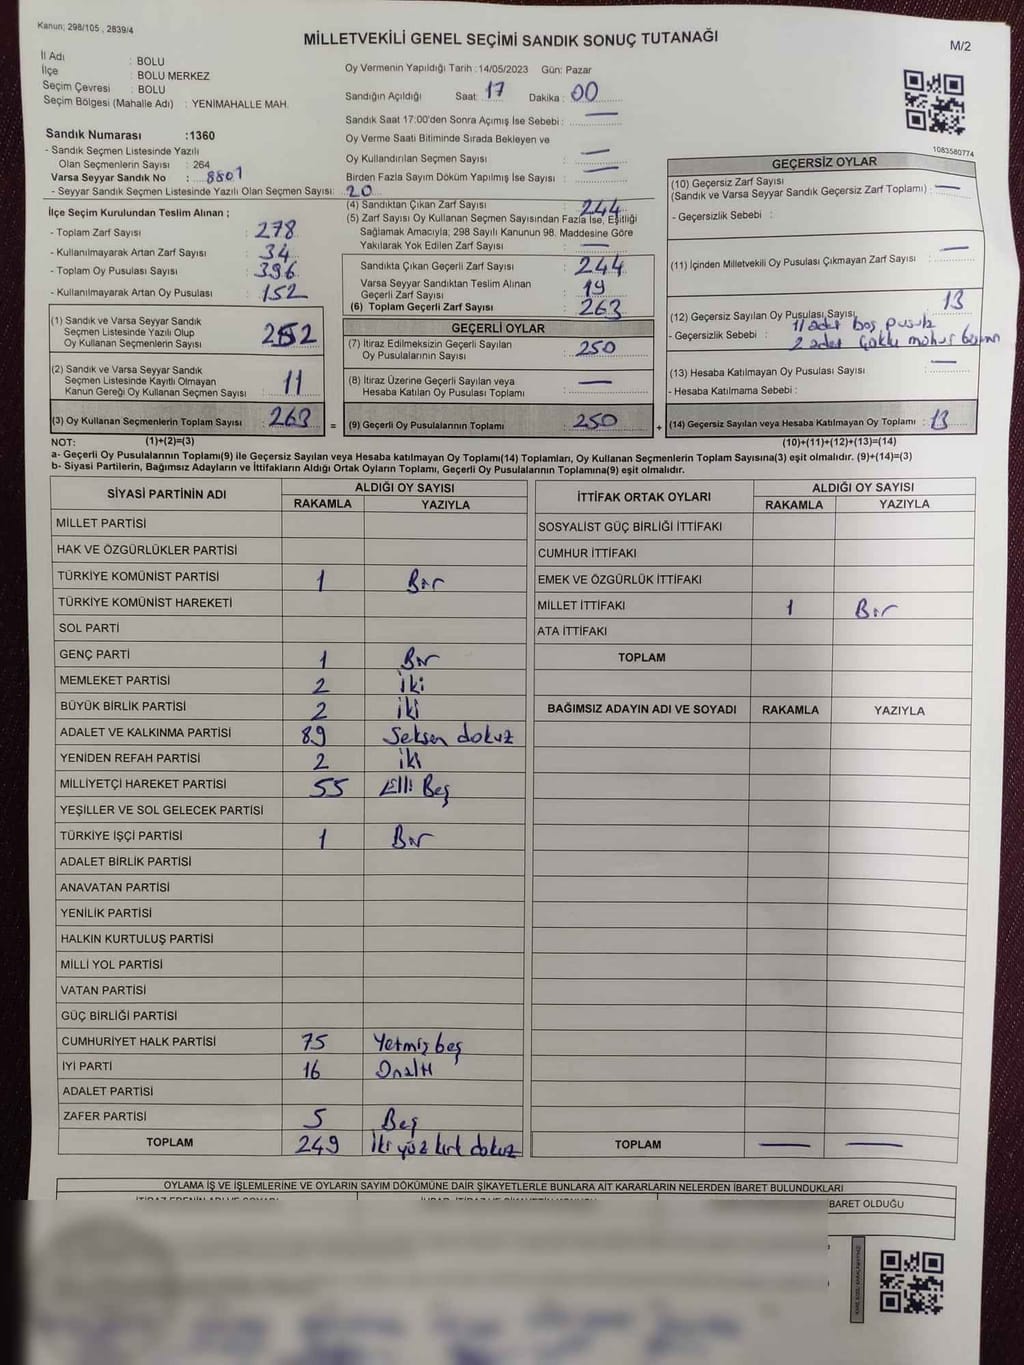 Kanun; 298/105 , 2839/4
MİLLETVEKİLİ GENEL SEÇİMİ SANDIK SONUÇ TUTANAĞI
M/2
İl Adı : BOLU
İlçe : BOLU MERKEZ
Seçim Çevresi : BOLU
Seçim Bölgesi (Mahalle Adı) : YENİMAHALLE MAH.
Sandık Numarası :1360
- Sandık Seçmen Listesinde Yazılı
Olan Seçmenlerin Sayısı : 264
Varsa Seyyar Sandık No : 8801
- Seyyar Sandık Seçmen Listesinde Yazılı Olan Seçmen Sayısı: 20
Oy Vermenin Yapıldığı Tarih : 14/05/2023 Gün: Pazar
Sandığın Açıldığı Saat: 17 Dakika : 00
Sandık Saat 17:00'den Sonra Açımış İse Sebebi : —
Oy Verme Saati Bitiminde Sırada Bekleyen ve
Oy Kullandırılan Seçmen Sayısı : —
Birden Fazla Sayım Döküm Yapılmış İse Sayısı : —
1083580774
İlçe Seçim Kurulundan Teslim Alınan ;
- Toplam Zarf Sayısı : 278
- Kullanılmayarak Artan Zarf Sayısı : 34
- Toplam Oy Pusulası Sayısı : 396
- Kullanılmayarak Artan Oy Pusulası : 152
(4) Sandıktan Çıkan Zarf Sayısı : 244
(5) Zarf Sayısı Oy Kullanan Seçmen Sayısından Fazla İse, Eşitliği
Sağlamak Amacıyla; 298 Sayılı Kanunun 98. Maddesine Göre
Yakılarak Yok Edilen Zarf Sayısı : —
Sandıkta Çıkan Geçerli Zarf Sayısı : 244
Varsa Seyyar Sandıktan Teslim Alınan
Geçerli Zarf Sayısı : 19
(6) Toplam Geçerli Zarf Sayısı : 263
GEÇERSİZ OYLAR
(10) Geçersiz Zarf Sayısı
(Sandık ve Varsa Seyyar Sandık Geçersiz Zarf Toplamı) : —
- Geçersizlik Sebebi :
(11) İçinden Milletvekili Oy Pusulası Çıkmayan Zarf Sayısı : —
(12) Geçersiz Sayılan Oy Pusulası Sayısı : 13
- Geçersizlik Sebebi : 11 adet boş pusula
2 adet çoklu mühür basılan
(13) Hesaba Katılmayan Oy Pusulası Sayısı : —
- Hesaba Katılmama Sebebi :
(14) Geçersiz Sayılan veya Hesaba Katılmayan Oy Toplamı : 13
(10)+(11)+(12)+(13)=(14)
(1) Sandık ve Varsa Seyyar Sandık
Seçmen Listesinde Yazılı Olup
Oy Kullanan Seçmenlerin Sayısı : 252
(2) Sandık ve Varsa Seyyar Sandık
Seçmen Listesinde Kayıtlı Olmayan
Kanun Gereği Oy Kullanan Seçmen Sayısı : 11
(3) Oy Kullanan Seçmenlerin Toplam Sayısı : 263
GEÇERLİ OYLAR
(7) İtiraz Edilmeksizin Geçerli Sayılan
Oy Pusulalarının Sayısı : 250
(8) İtiraz Üzerine Geçerli Sayılan veya
Hesaba Katılan Oy Pusulası Toplamı : —
= (9) Geçerli Oy Pusulalarının Toplamı : 250 +
NOT: (1)+(2)=(3)
a- Geçerli Oy Pusulalarının Toplamı(9) ile Geçersiz Sayılan veya Hesaba katılmayan Oy Toplamı(14) Toplamları, Oy Kullanan Seçmenlerin Toplam Sayısına(3) eşit olmalıdır. (9)+(14)=(3)
b- Siyasi Partilerin, Bağımsız Adayların ve İttifakların Aldığı Ortak Oyların Toplamı, Geçerli Oy Pusulalarının Toplamına(9) eşit olmalıdır.
SİYASİ PARTİNİN ADI ALDIĞI OY SAYISI
RAKAMLA YAZIYLA
MİLLET PARTİSİ
HAK VE ÖZGÜRLÜKLER PARTİSİ
TÜRKİYE KOMÜNİST PARTİSİ 1 Bir
TÜRKİYE KOMÜNİST HAREKETİ
SOL PARTİ
GENÇ PARTİ 1 Bir
MEMLEKET PARTİSİ 2 İki
BÜYÜK BİRLİK PARTİSİ 2 İki
ADALET VE KALKINMA PARTİSİ 89 Seksen dokuz
YENİDEN REFAH PARTİSİ 2 İki
MİLLİYETÇİ HAREKET PARTİSİ 55 Elli Beş
YEŞİLLER VE SOL GELECEK PARTİSİ
TÜRKİYE İŞÇİ PARTİSİ 1 Bir
ADALET BİRLİK PARTİSİ
ANAVATAN PARTİSİ
YENİLİK PARTİSİ
HALKIN KURTULUŞ PARTİSİ
MİLLİ YOL PARTİSİ
VATAN PARTİSİ
GÜÇ BİRLİĞİ PARTİSİ
CUMHURİYET HALK PARTİSİ 75 Yetmiş beş
İYİ PARTİ 16 Onaltı
ADALET PARTİSİ
ZAFER PARTİSİ 5 Beş
TOPLAM 249 İki yüz kırk dokuz
İTTİFAK ORTAK OYLARI ALDIĞI OY SAYISI
RAKAMLA YAZIYLA
SOSYALİST GÜÇ BİRLİĞİ İTTİFAKI
CUMHUR İTTİFAKI
EMEK VE ÖZGÜRLÜK İTTİFAKI
MİLLET İTTİFAKI 1 Bir
ATA İTTİFAKI
TOPLAM
BAĞIMSIZ ADAYIN ADI VE SOYADI RAKAMLA YAZIYLA
TOPLAM — —
OYLAMA İŞ VE İŞLEMLERİNE VE OYLARIN SAYIM DÖKÜMÜNE DAİR ŞİKAYETLERLE BUNLARA AİT KARARLARIN NELERDEN İBARET BULUNDUKLARI
BARET OLDUĞU